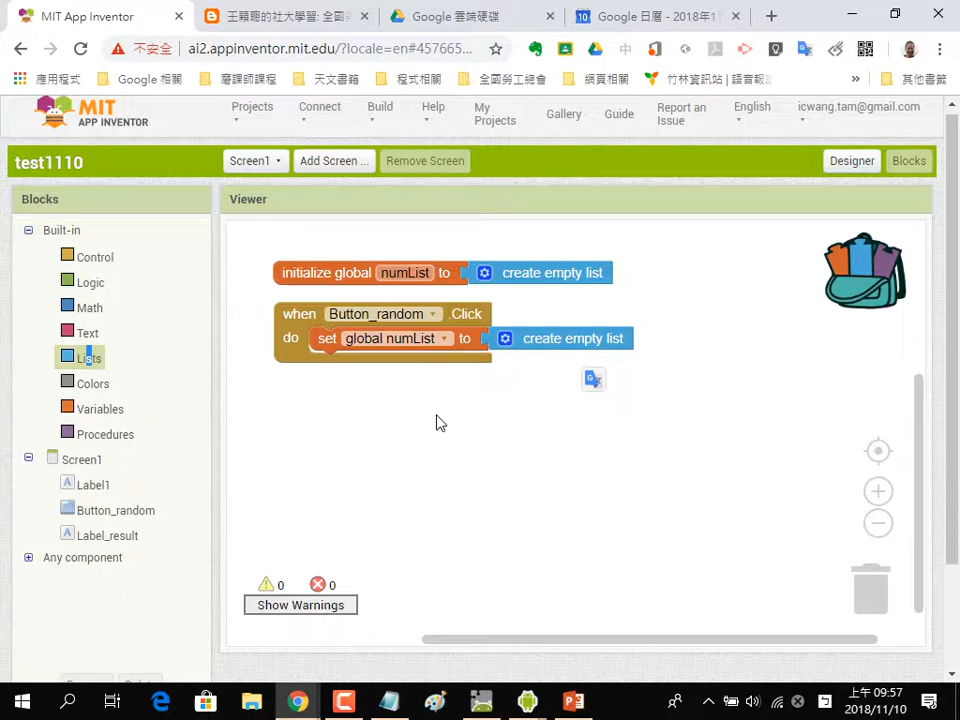 MIT App Inventor
王穎聰的社大學習: 全國
Google 雲端硬碟
10
Google 日曆 - 2018年1
不安全
ai2.appinventor.mit.edu/?locale=en#457665...
應用程式
Google 相關
磨課師課程
天文書籍
程式相關
全國勞工總會
網頁相關
竹林資訊站 | 語音報
»
其他書籤
MIT
APP INVENTOR
Projects
Connect
Build
Help
My Projects
Gallery
Guide
Report an Issue
English
icwang.tam@gmail.com
test1110
Screen1
Add Screen ...
Remove Screen
Designer
Blocks
Blocks
Viewer
Built-in
Control
Logic
Math
Text
Lists
Colors
Variables
Procedures
Screen1
A Label1
Button_random
A Label_result
Any component
initialize global numList to create empty list
when Button_random .Click
do set global numList to create empty list
0 0
Show Warnings
上午 09:57
2018/11/10